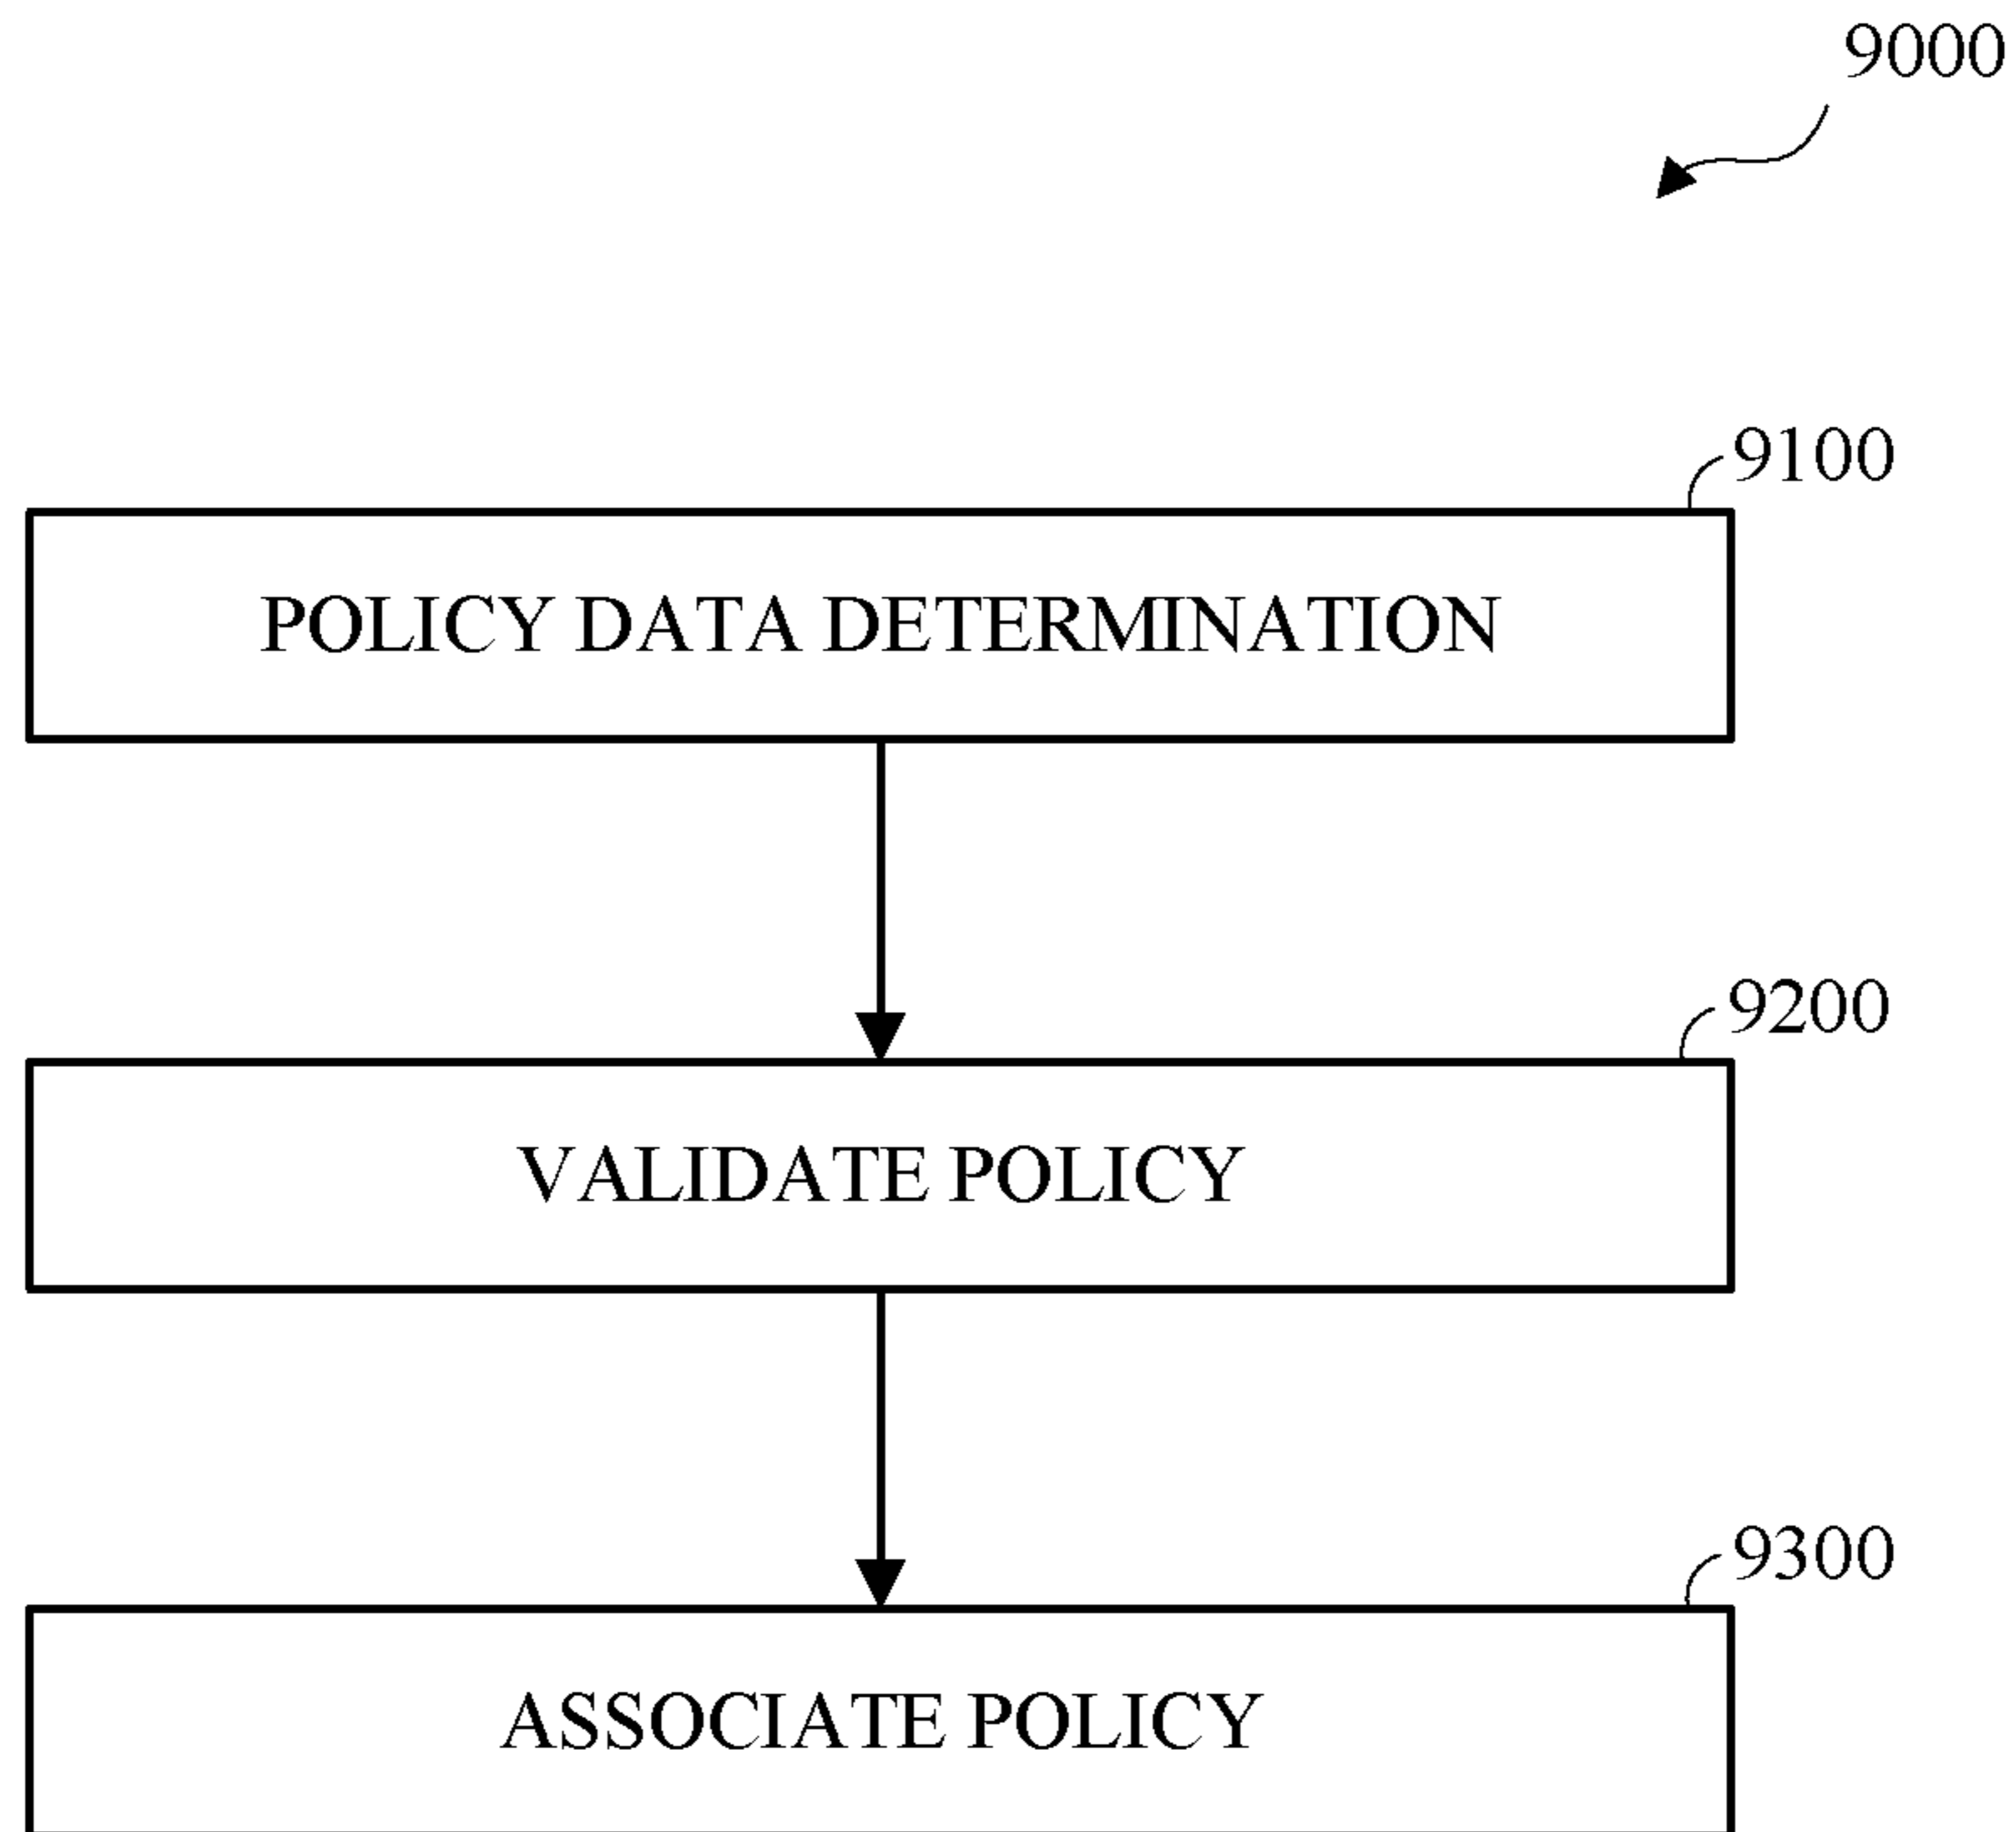 9000
9100
POLICY DATA DETERMINATION
9200
VALIDATE POLICY
9300
ASSOCIATE POLICY